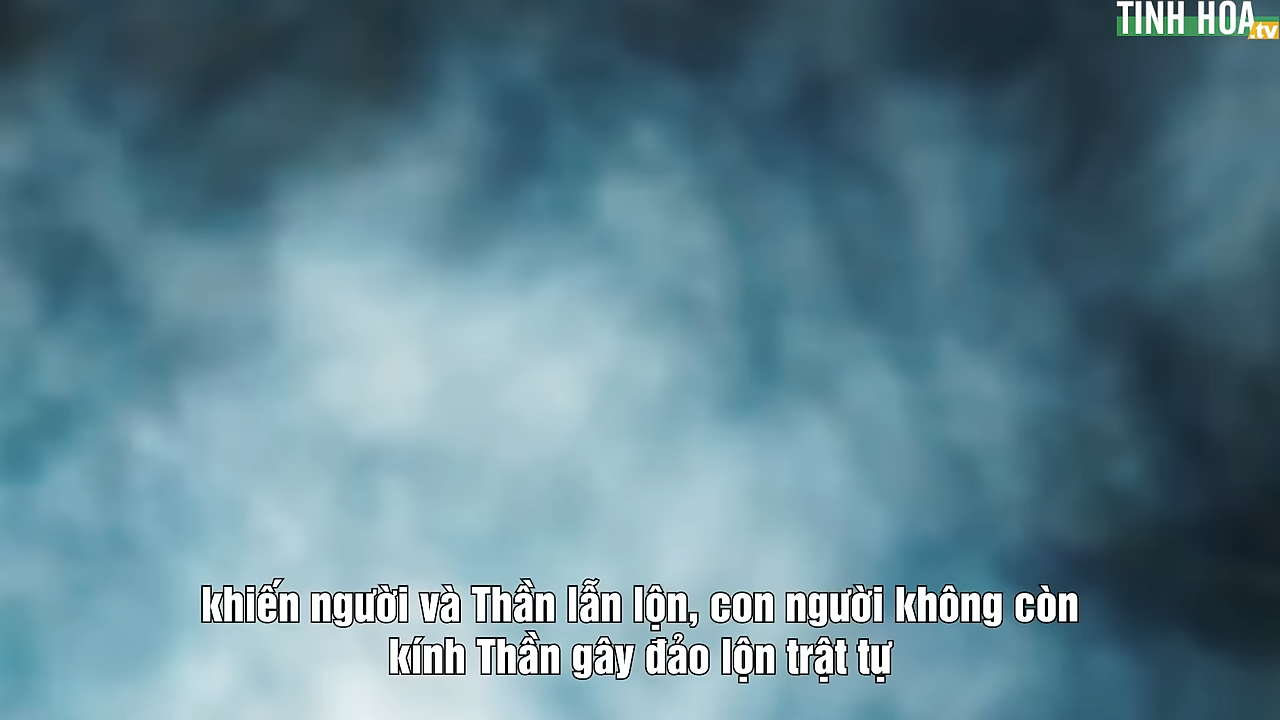 TINH HOA
.tv
khiến người và Thần lẫn lộn, con người không còn
kính Thần gây đảo lộn trật tự